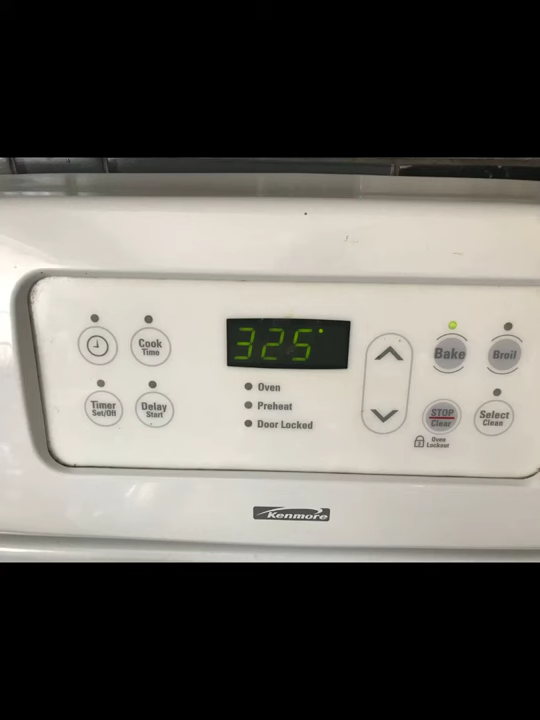 325°
Cook
Time
Timer
Set/Off
Delay
Start
Oven
Preheat
Door Locked
Bake
Broil
STOP
Clear
Select
Clean
Oven
Lockout
Kenmore